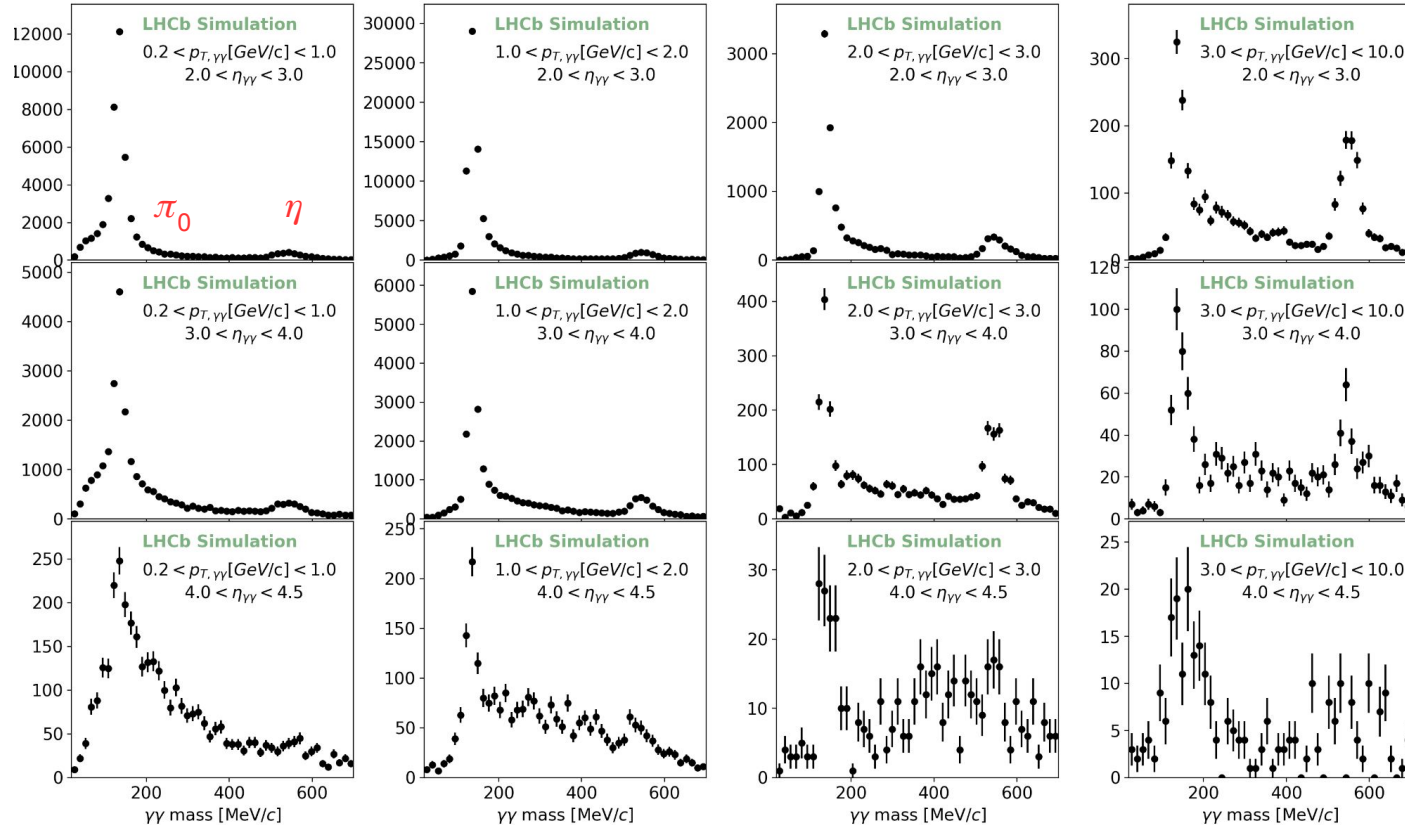 12000
10000
8000
6000
4000
2000
0
LHCb Simulation
0.2 < p_T,γγ[GeV/c] < 1.0
2.0 < η_γγ < 3.0
π_0
η
30000
25000
20000
15000
10000
5000
0
LHCb Simulation
1.0 < p_T,γγ[GeV/c] < 2.0
2.0 < η_γγ < 3.0
3000
2000
1000
0
LHCb Simulation
2.0 < p_T,γγ[GeV/c] < 3.0
2.0 < η_γγ < 3.0
300
200
100
0
LHCb Simulation
3.0 < p_T,γγ[GeV/c] < 10.0
2.0 < η_γγ < 3.0
5000
4000
3000
2000
1000
0
LHCb Simulation
0.2 < p_T,γγ[GeV/c] < 1.0
3.0 < η_γγ < 4.0
6000
5000
4000
3000
2000
1000
0
LHCb Simulation
1.0 < p_T,γγ[GeV/c] < 2.0
3.0 < η_γγ < 4.0
400
300
200
100
0
LHCb Simulation
2.0 < p_T,γγ[GeV/c] < 3.0
3.0 < η_γγ < 4.0
120
100
80
60
40
20
0
LHCb Simulation
3.0 < p_T,γγ[GeV/c] < 10.0
3.0 < η_γγ < 4.0
250
200
150
100
50
0
LHCb Simulation
0.2 < p_T,γγ[GeV/c] < 1.0
4.0 < η_γγ < 4.5
200 400 600
γγ mass [MeV/c]
250
200
150
100
50
0
LHCb Simulation
1.0 < p_T,γγ[GeV/c] < 2.0
4.0 < η_γγ < 4.5
200 400 600
γγ mass [MeV/c]
30
20
10
0
LHCb Simulation
2.0 < p_T,γγ[GeV/c] < 3.0
4.0 < η_γγ < 4.5
200 400 600
γγ mass [MeV/c]
25
20
15
10
5
0
LHCb Simulation
3.0 < p_T,γγ[GeV/c] < 10.0
4.0 < η_γγ < 4.5
200 400 600
γγ mass [MeV/c]